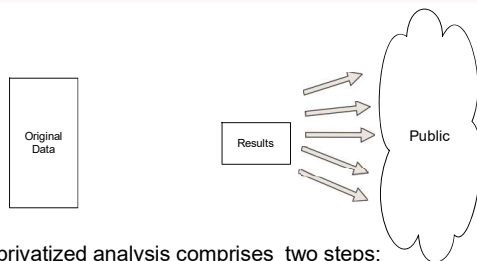 Original
Data
Results
Public
privatized analysis comprises two steps: